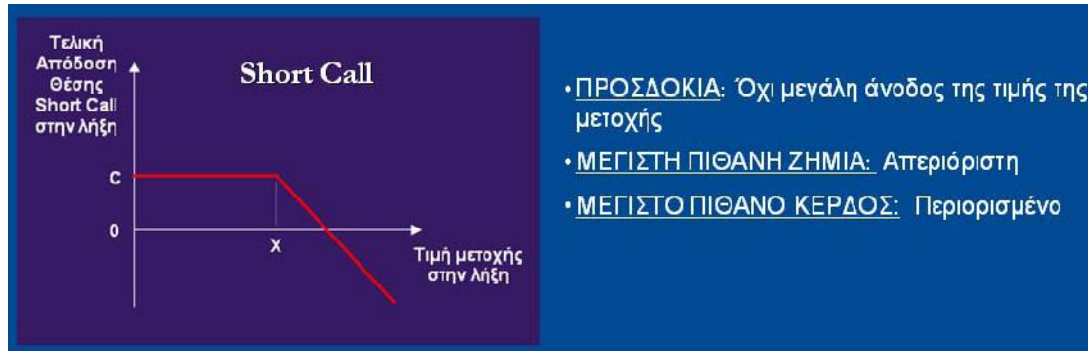 Τελική
Απόδοση
Θέσης
Short Call
στην λήξη
Short Call
C
0
X
Τιμή μετοχής
στην λήξη
• ΠΡΟΣΔΟΚΙΑ: Όχι μεγάλη άνοδος της τιμής της
μετοχής
• ΜΕΓΙΣΤΗ ΠΙΘΑΝΗ ΖΗΜΙΑ: Απεριόριστη
• ΜΕΓΙΣΤΟ ΠΙΘΑΝΟ ΚΕΡΔΟΣ: Περιορισμένο